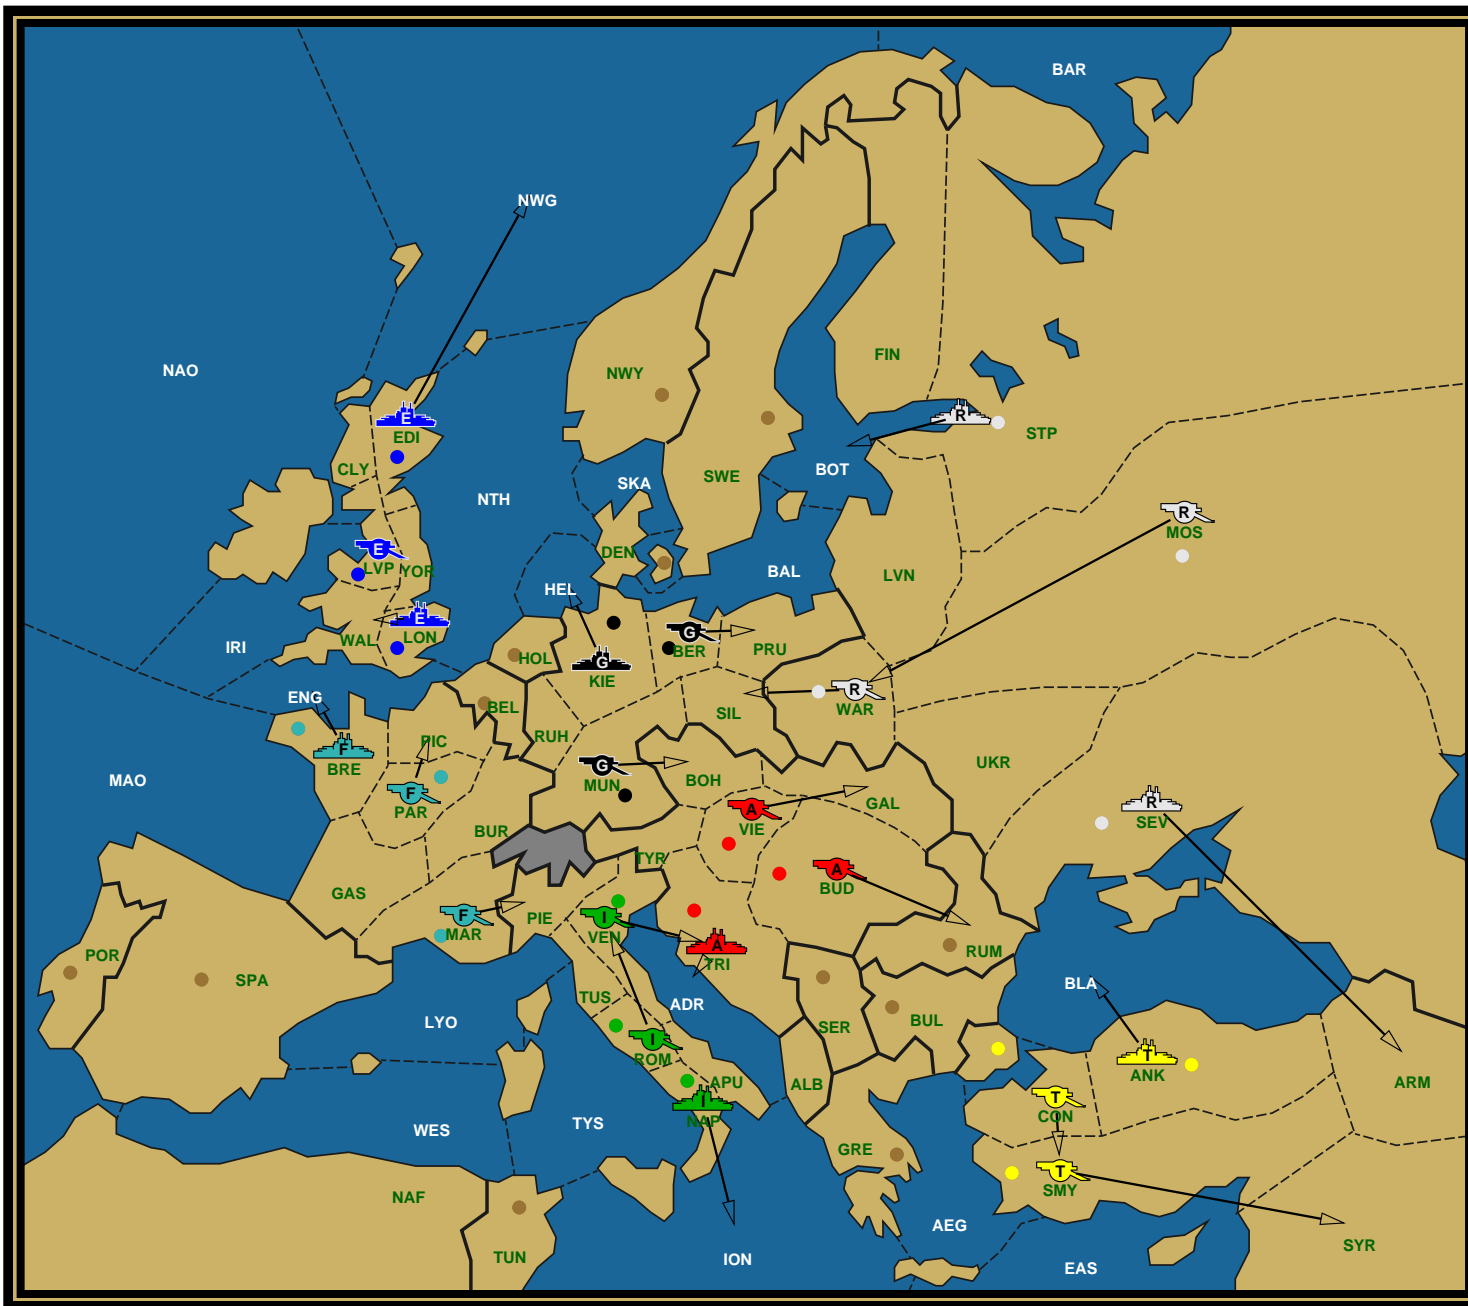 BAR
NWG
NAO
FIN
NWY
E
EDI
R
STP
CLY
SWE
BOT
SKA
NTH
R
MOS
DEN
E
LVP
YOR
HEL
BAL
LVN
E
LON
WAL
IRI
G
BER
PRU
HOL
G
KIE
R
WAR
ENG
BEL
SIL
RUH
PIC
F
BRE
MAO
G
MUN
BOH
UKR
F
PAR
A
VIE
GAL
R
SEV
BUR
TYR
A
BUD
GAS
F
MAR
PIE
I
VEN
A
TRI
RUM
POR
SPA
BLA
TUS
ADR
LYO
SER
BUL
I
ROM
T
ANK
APU
ALB
ARM
I
NAP
T
CON
TYS
WES
GRE
T
SMY
NAF
AEG
TUN
ION
SYR
EAS